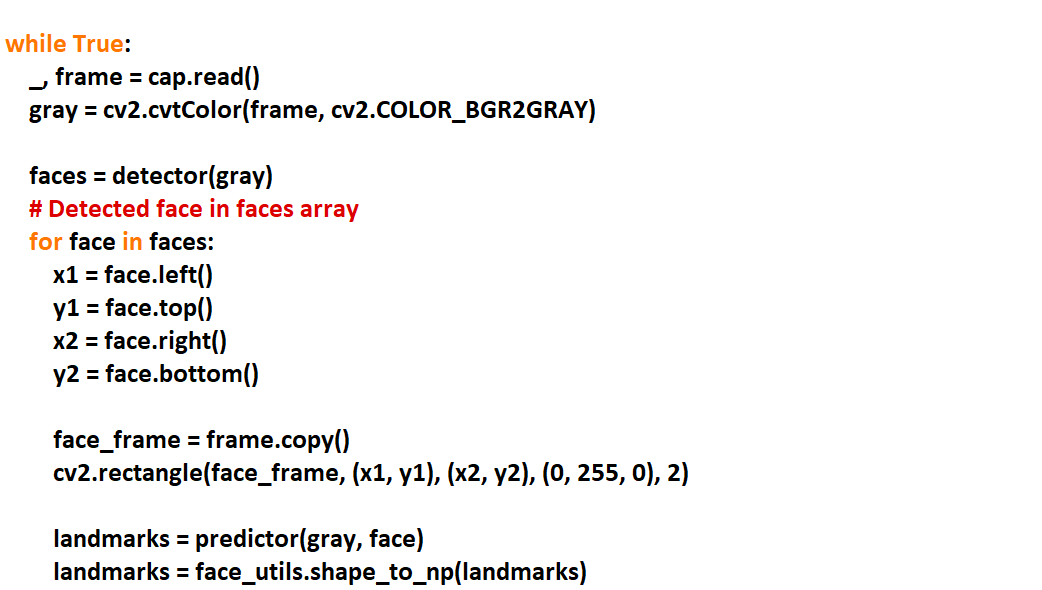 while True:
_, frame = cap.read()
gray = cv2.cvtColor(frame, cv2.COLOR_BGR2GRAY)
faces = detector(gray)
# Detected face in faces array
for face in faces:
x1 = face.left()
y1 = face.top()
x2 = face.right()
y2 = face.bottom()
face_frame = frame.copy()
cv2.rectangle(face_frame, (x1, y1), (x2, y2), (0, 255, 0), 2)
landmarks = predictor(gray, face)
landmarks = face_utils.shape_to_np(landmarks)